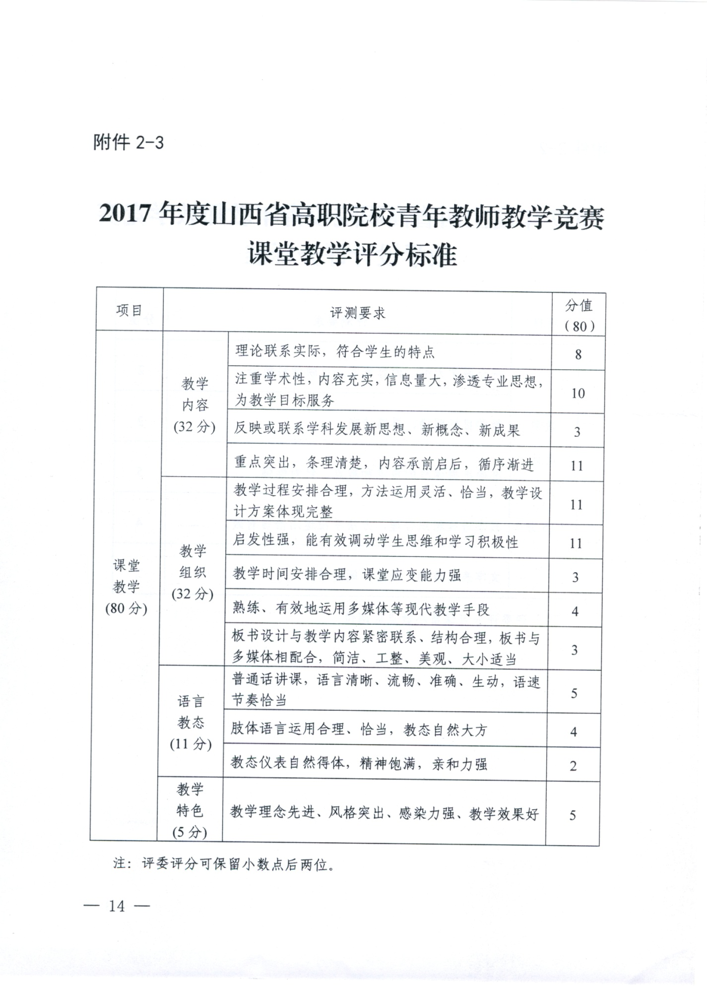 附件 2-3
2017 年度山西省高职院校青年教师教学竞赛
课堂教学评分标准
项目
评测要求
分值
（80）
课堂
教学
(80 分)
教学
内容
(32 分)
理论联系实际，符合学生的特点
8
注重学术性，内容充实，信息量大，渗透专业思想，
为教学目标服务
10
反映或联系学科发展新思想、新概念、新成果
3
重点突出，条理清楚，内容承前启后，循序渐进
11
教学
组织
(32 分)
教学过程安排合理，方法运用灵活、恰当，教学设
计方案体现完整
11
启发性强，能有效调动学生思维和学习积极性
11
教学时间安排合理，课堂应变能力强
3
熟练、有效地运用多媒体等现代教学手段
4
板书设计与教学内容紧密联系、结构合理，板书与
多媒体相配合，简洁、工整、美观、大小适当
3
语言
教态
(11 分)
普通话讲课，语言清晰、流畅、准确、生动，语速
节奏恰当
5
肢体语言运用合理、恰当，教态自然大方
4
教态仪表自然得体，精神饱满，亲和力强
2
教学
特色
(5 分)
教学理念先进、风格突出、感染力强、教学效果好
5
注：评委评分可保留小数点后两位。
— 14 —